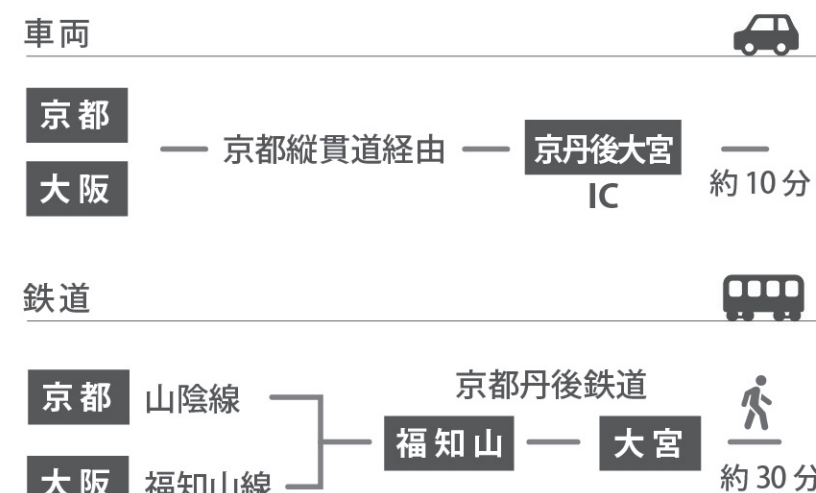 車両
京都
大阪
京都縦貫道経由
京丹後大宮
IC
約10分
鉄道
京都
山陰線
大阪
福知山線
京都丹後鉄道
福知山
大宮
約30分